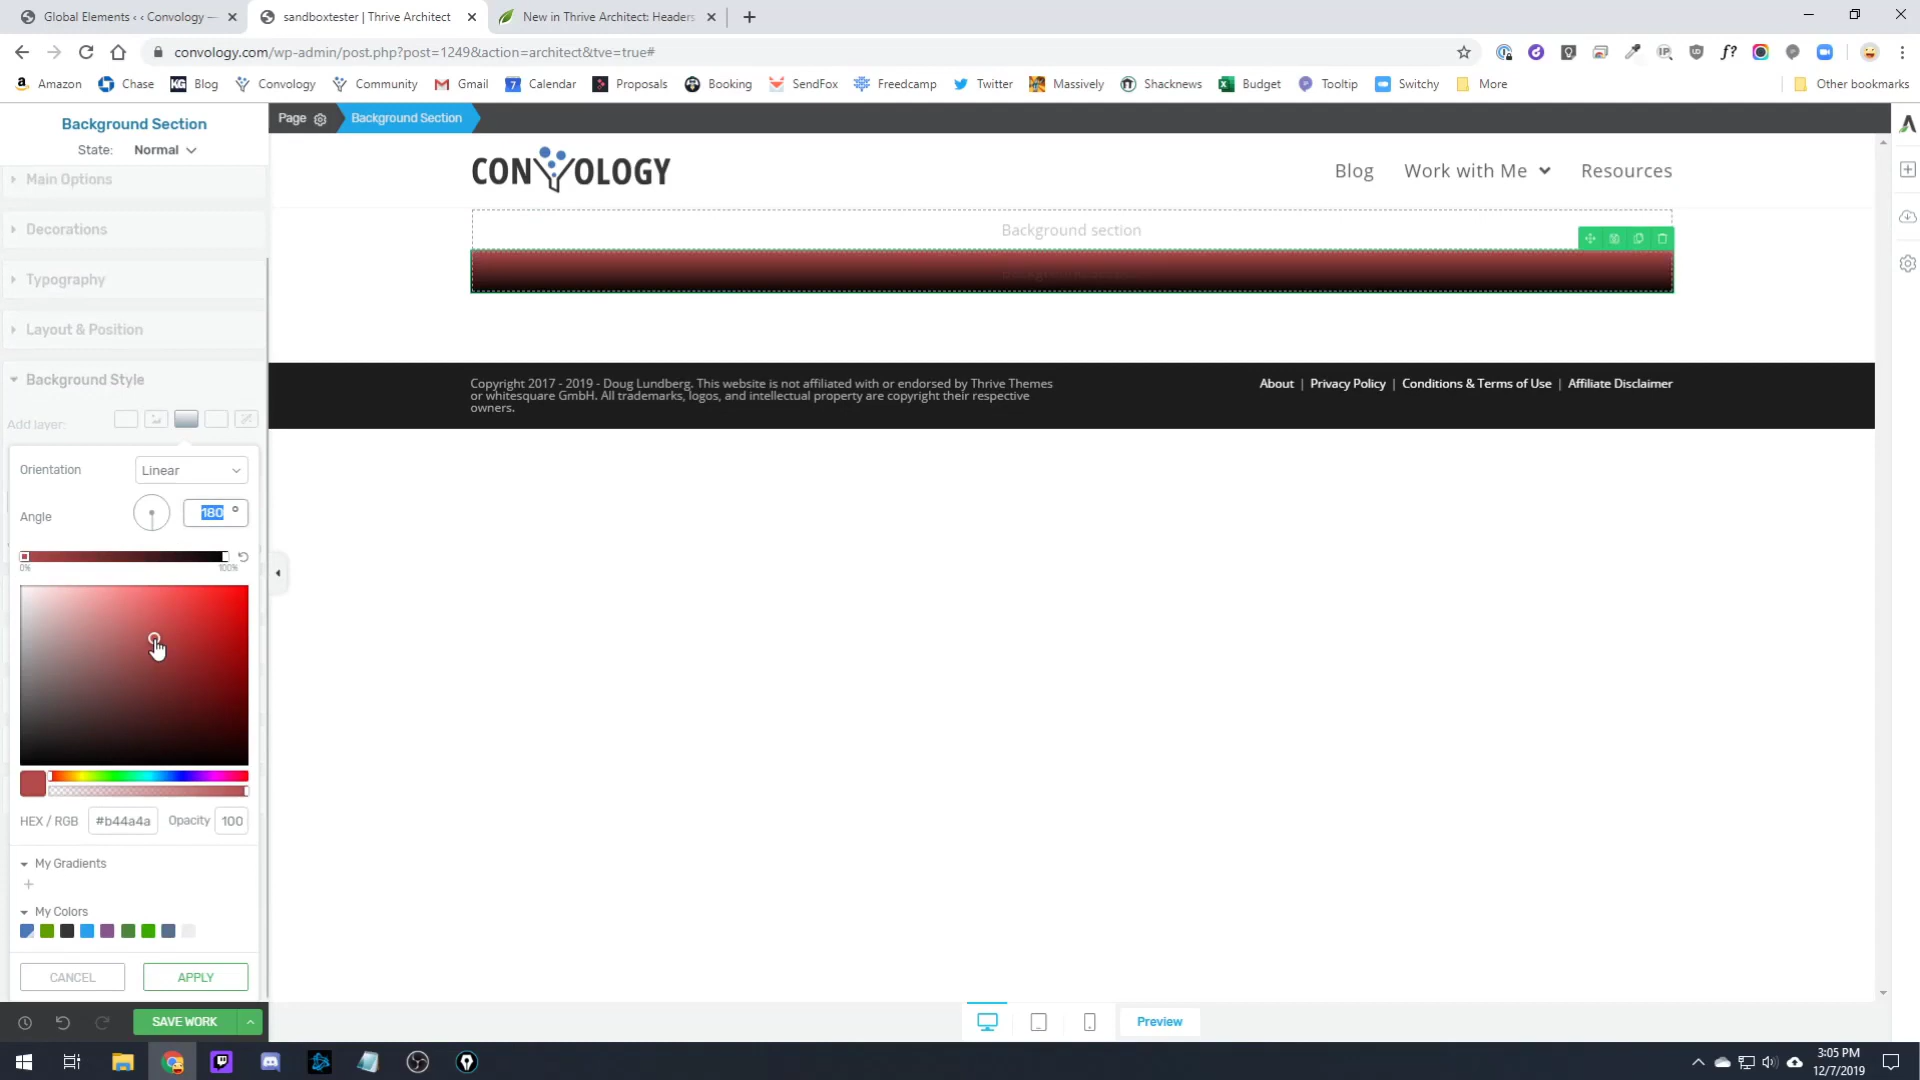 Global Elements ‹ ‹ Convology —
sandboxtester | Thrive Architect
New in Thrive Architect: Headers
convology.com/wp-admin/post.php?post=1249&action=architect&tve=true#
Amazon
Chase
Blog
Convology
Community
Gmail
Calendar
Proposals
Booking
SendFox
Freedcamp
Twitter
Massively
Shacknews
Budget
Tooltip
Switchy
More
Other bookmarks
Background Section
State: Normal
Page
Background Section
Main Options
Decorations
Typography
Layout & Position
Background Style
Add layer:
Orientation
Linear
Angle
180 °
0%
100%
HEX / RGB
#b44a4a
Opacity
100
My Gradients
My Colors
CANCEL
APPLY
SAVE WORK
CONVOLOGY
Blog
Work with Me
Resources
Background section
Copyright 2017 - 2019 - Doug Lundberg. This website is not affiliated with or endorsed by Thrive Themes
or whitesquare GmbH. All trademarks, logos, and intellectual property are copyright their respective
owners.
About | Privacy Policy | Conditions & Terms of Use | Affiliate Disclaimer
Preview
3:05 PM
12/7/2019